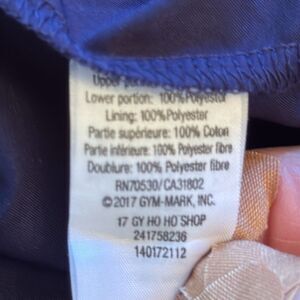 Upper
Lower portion: 100%Polyester
Lining: 100%Polyester
Partie supérieure: 100% Coton
Partie inférieure: 100% Polyester fibre
Doublure: 100% Polyester fibre
RN70530/CA31802
©2017 GYM-MARK, INC.
17 GY HO HO SHOP
241758236
140172112